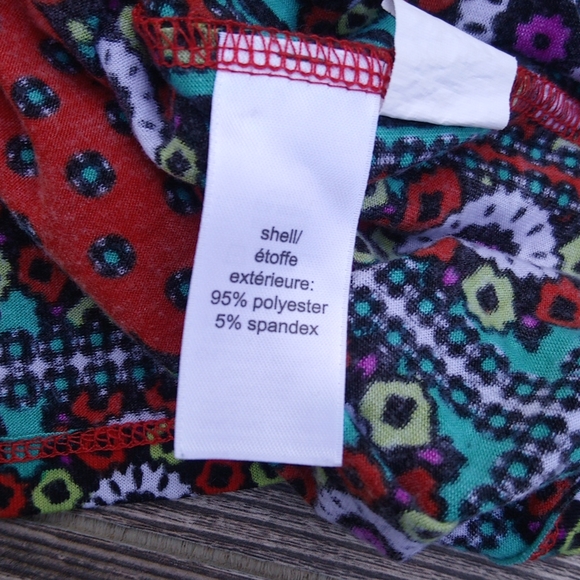 shell/
étoffe
extérieure:
95% polyester
5% spandex